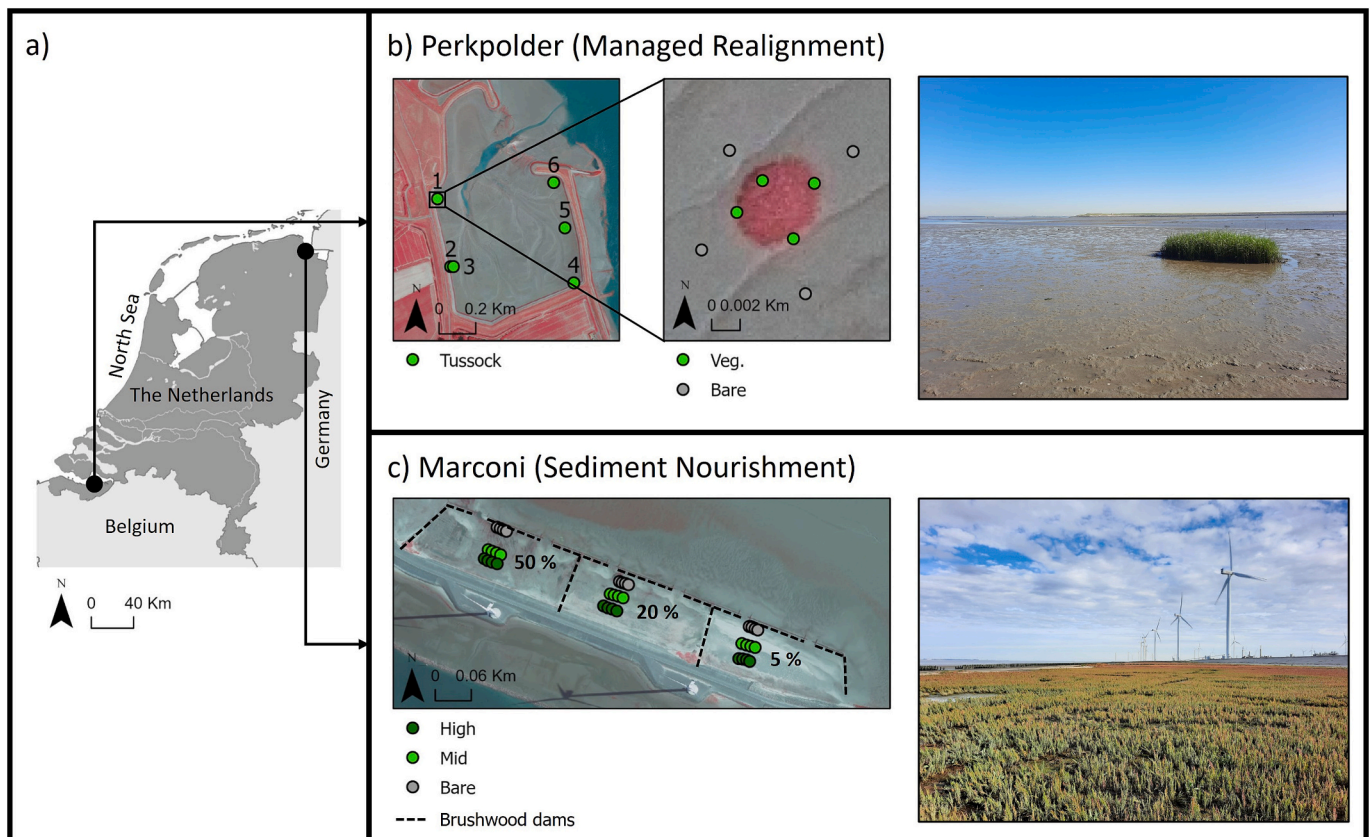 a)
North Sea
The Netherlands
Germany
Belgium
N
0 40 Km
b) Perkpolder (Managed Realignment)
1
2
3
4
5
6
N
0 0.2 Km
Tussock
N
0 0.002 Km
Veg.
Bare
c) Marconi (Sediment Nourishment)
50 %
20 %
5 %
N
0 0.06 Km
High
Mid
Bare
Brushwood dams